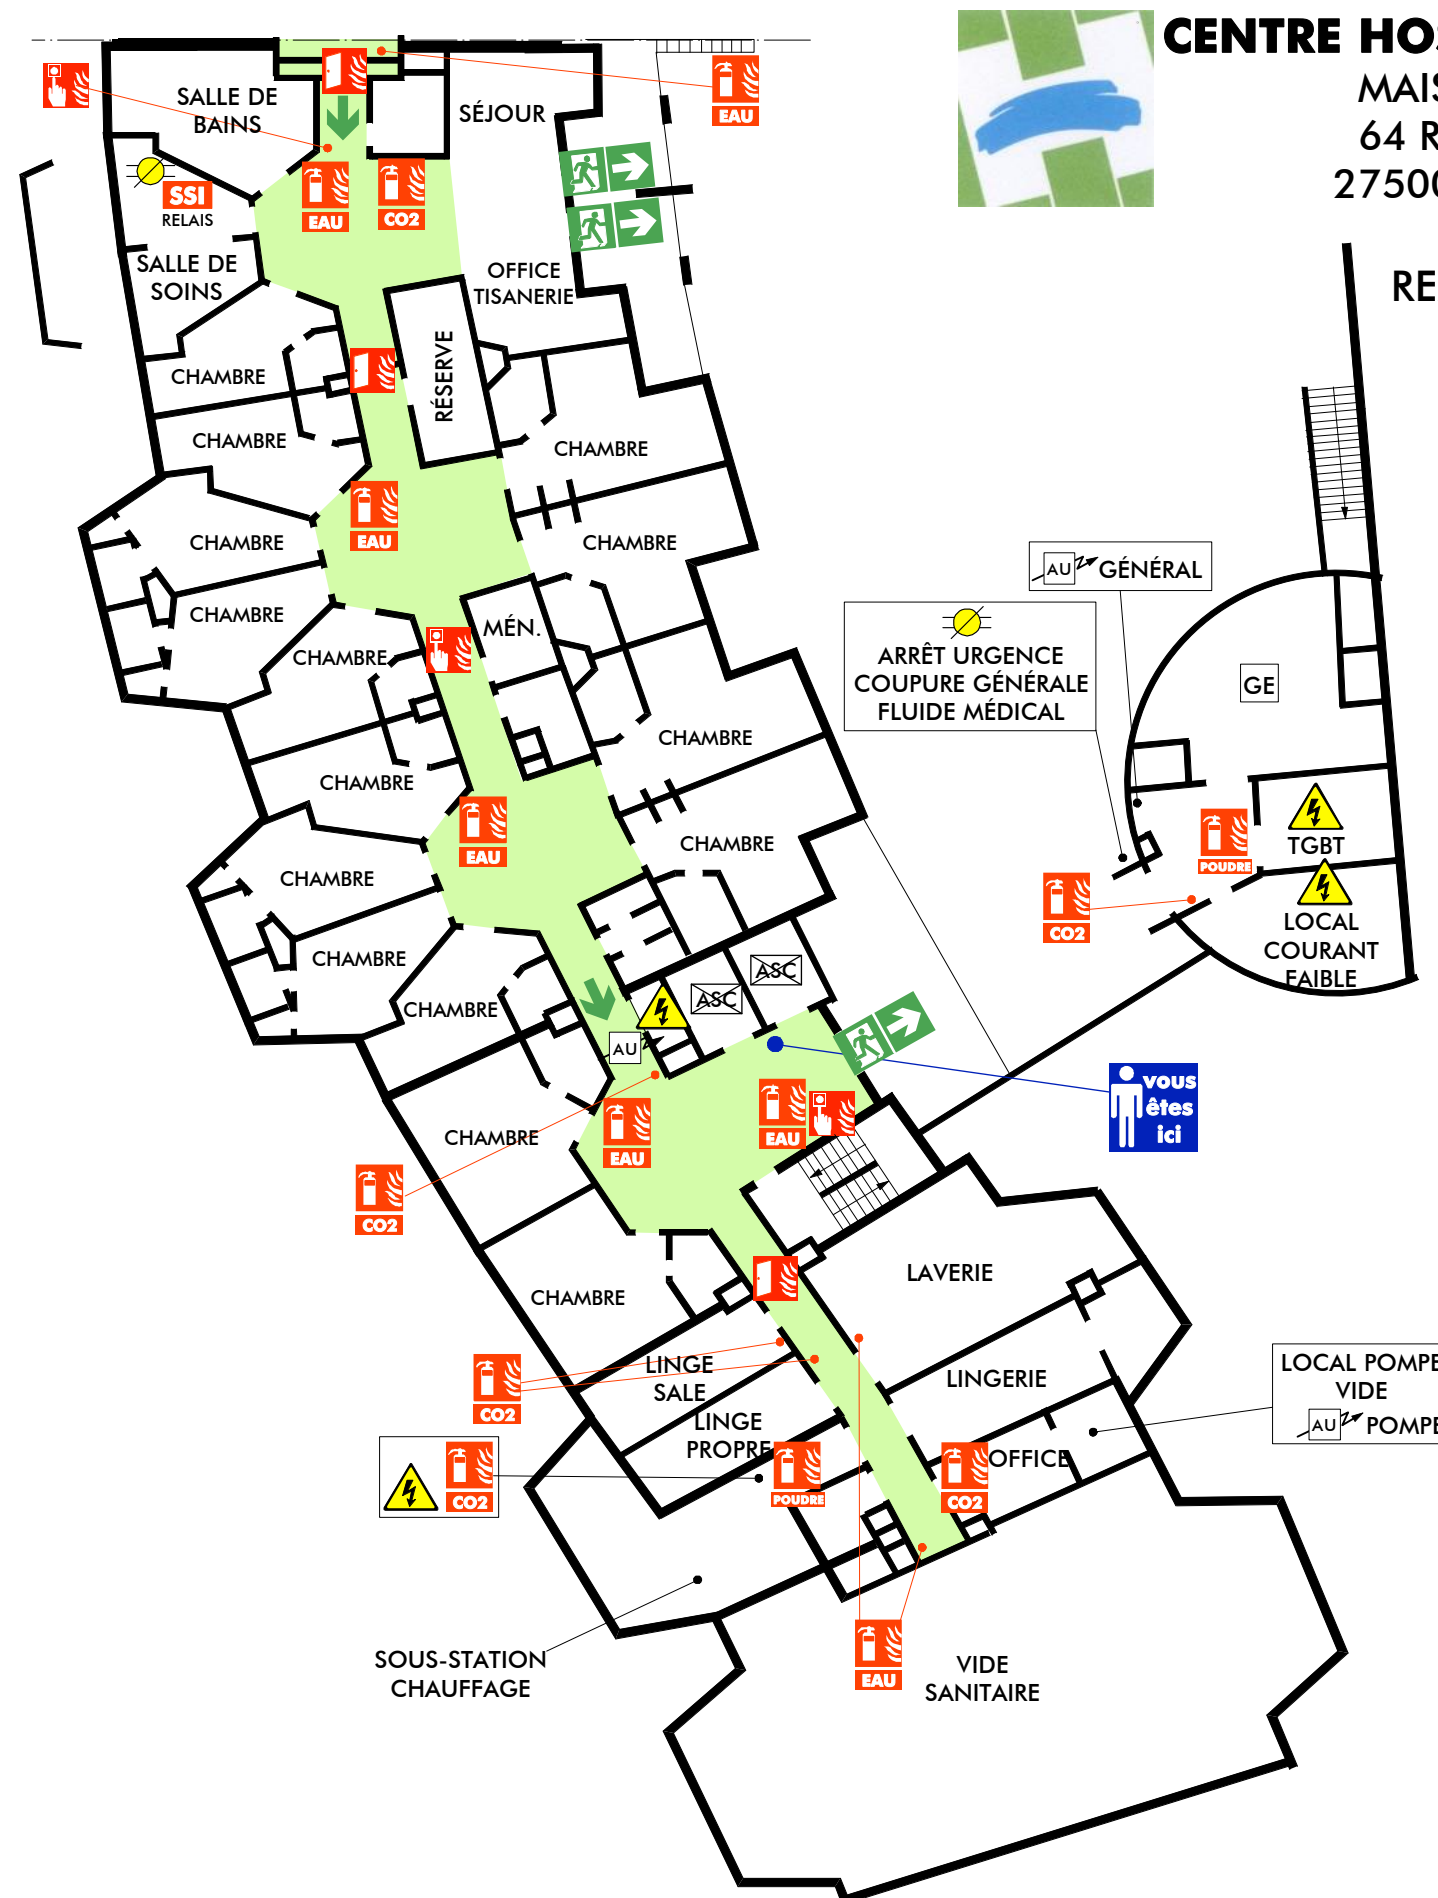 CENTRE HOS
MAIS
64 R
27500
RE
EAU
SALLE DE
BAINS
SÉJOUR
SSI
RELAIS
EAU
CO2
SALLE DE
SOINS
OFFICE
TISANERIE
RÉSERVE
CHAMBRE
CHAMBRE
CHAMBRE
EAU
CHAMBRE
CHAMBRE
CHAMBRE
MÉN.
CHAMBRE
CHAMBRE
CHAMBRE
EAU
CHAMBRE
CHAMBRE
CHAMBRE
CHAMBRE
ASC
ASC
AU
AU GÉNÉRAL
ARRÊT URGENCE
COUPURE GÉNÉRALE
FLUIDE MÉDICAL
GE
TGBT
POUDRE
CO2
LOCAL
COURANT
FAIBLE
vous
êtes
ici
EAU
EAU
CHAMBRE
CO2
CHAMBRE
LAVERIE
LINGE
SALE
CO2
LINGERIE
LINGE
PROPRE
POUDRE
CO2
OFFICE
CO2
LOCAL POMPE
VIDE
AU POMPE
SOUS-STATION
CHAUFFAGE
EAU
VIDE
SANITAIRE